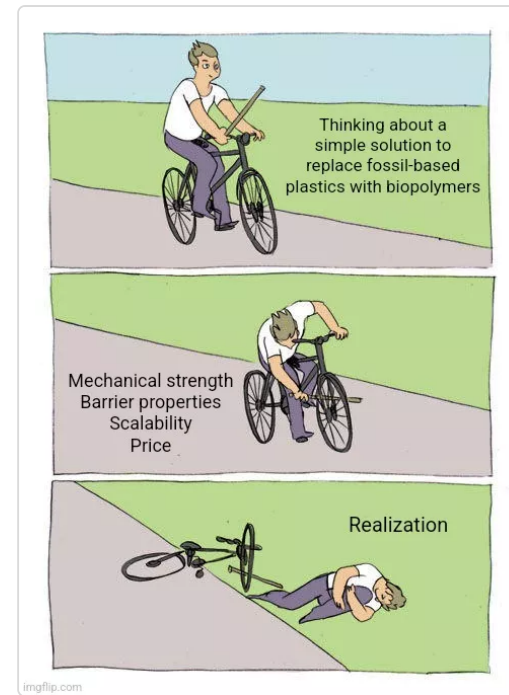 Thinking about a
simple solution to
replace fossil-based
plastics with biopolymers
Mechanical strength
Barrier properties
Scalability
Price
Realization
imgflip.com